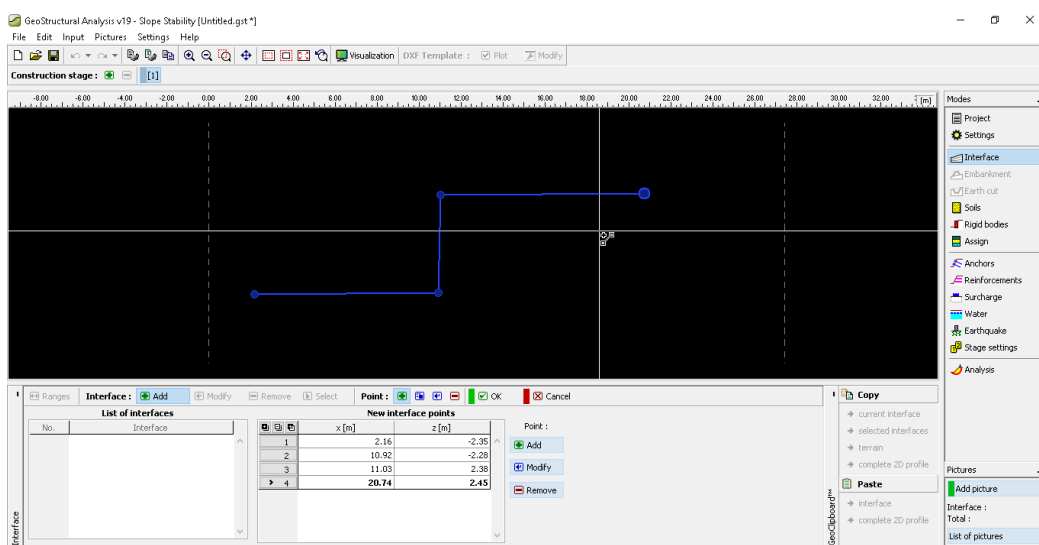 GeoStructural Analysis v19 - Slope Stability [Untitled.gst *]
File Edit Input Pictures Settings Help
Visualization DXF Template : Plot Modify
Construction stage : [1]
-8.00 -6.00 -4.00 -2.00 0.00 2.00 4.00 6.00 8.00 10.00 12.00 14.00 16.00 18.00 20.00 22.00 24.00 26.00 28.00 30.00 32.00 [m]
Modes
Project
Settings
Interface
Embankment
Earth cut
Soils
Rigid bodies
Assign
Anchors
Reinforcements
Surcharge
Water
Earthquake
Stage settings
Analysis
Ranges Interface : Add Modify Remove Select Point : OK Cancel
List of interfaces
No. Interface
New interface points
x [m] z [m]
1 2.16 -2.35
2 10.92 -2.28
3 11.03 2.38
> 4 20.74 2.45
Point :
Add
Modify
Remove
Interface
Copy
current interface
selected interfaces
terrain
complete 2D profile
Paste
interface
complete 2D profile
GeoClipboard™
Pictures
Add picture
Interface :
Total :
List of pictures